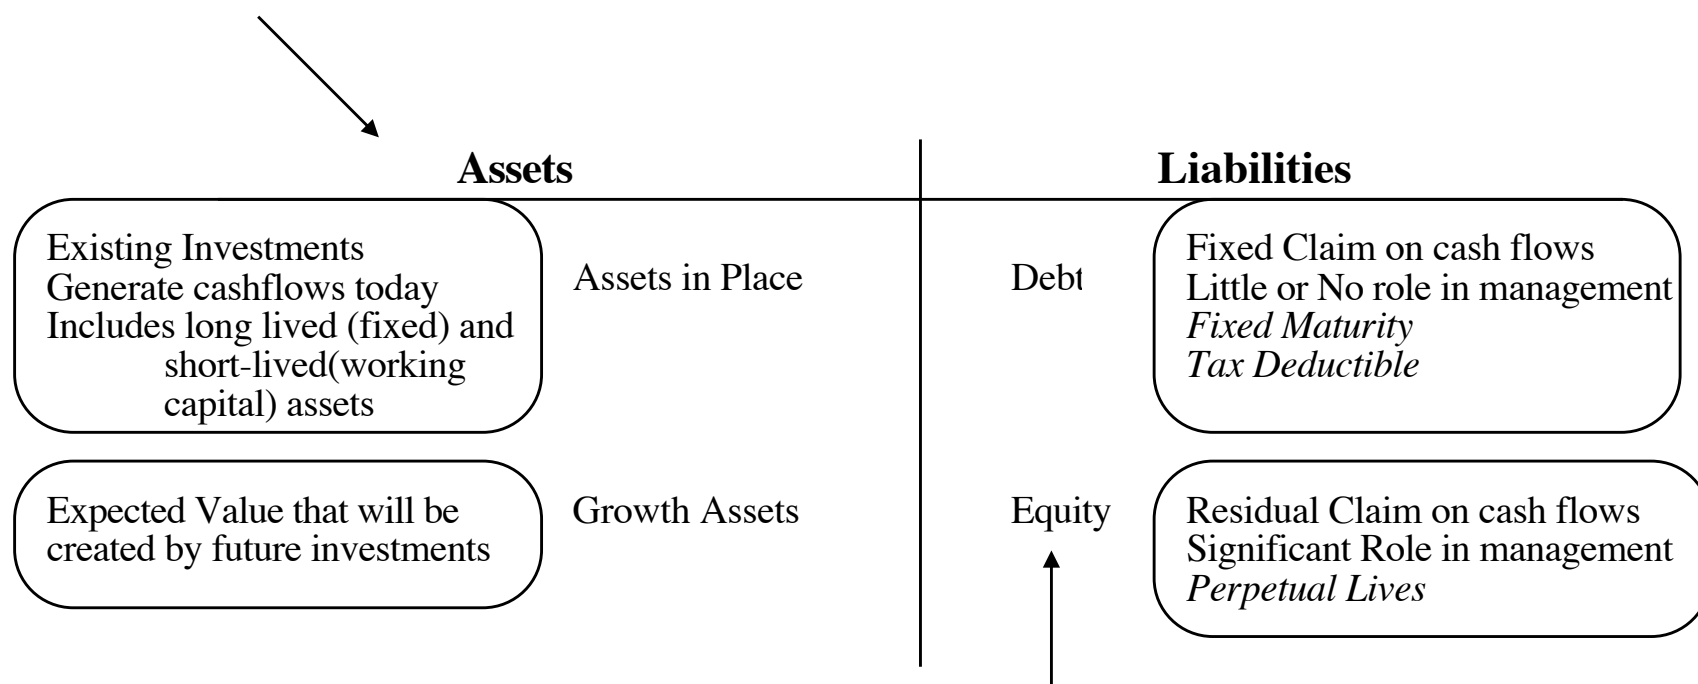 Assets
Liabilities
Existing Investments
Generate cashflows today
Includes long lived (fixed) and
short-lived(working
capital) assets
Assets in Place
Debt
Fixed Claim on cash flows
Little or No role in management
Fixed Maturity
Tax Deductible
Expected Value that will be
created by future investments
Growth Assets
Equity
Residual Claim on cash flows
Significant Role in management
Perpetual Lives